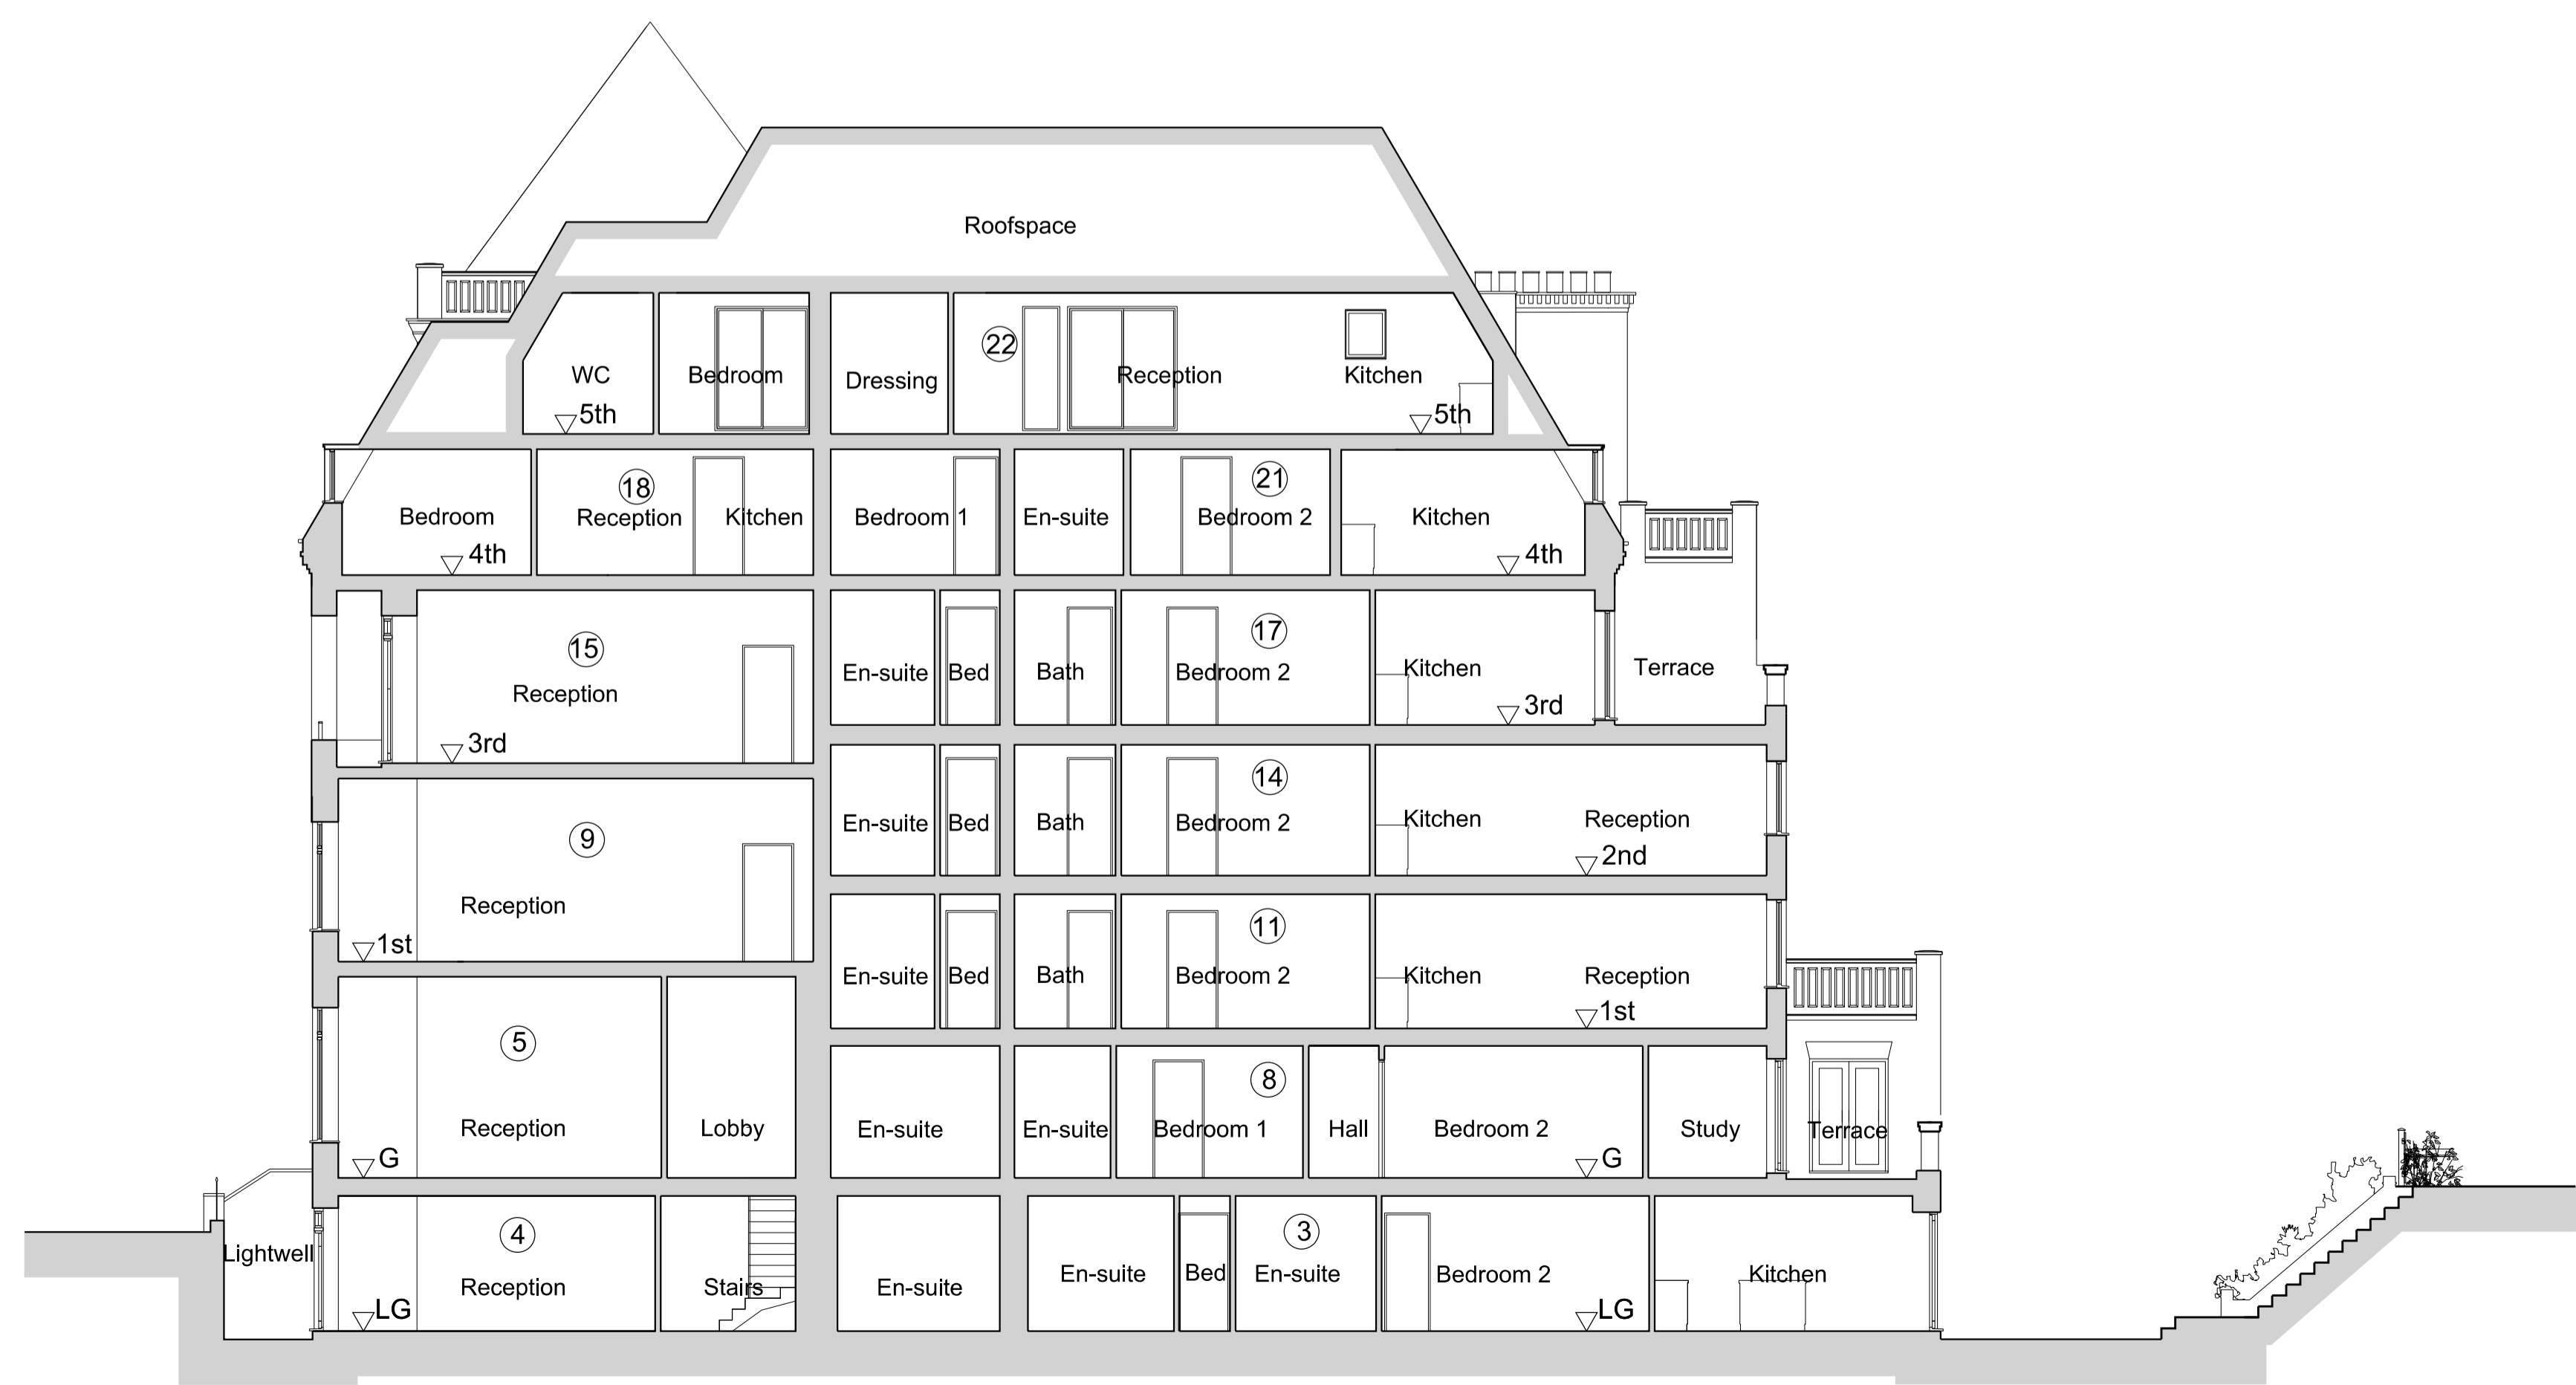 Roofspace
22
WC
Bedroom
Dressing
Reception
Kitchen
5th
5th
18
21
Bedroom
Reception
Kitchen
Bedroom 1
En-suite
Bedroom 2
Kitchen
4th
4th
15
17
Reception
En-suite
Bed
Bath
Bedroom 2
Kitchen
Terrace
3rd
3rd
9
14
En-suite
Bed
Bath
Bedroom 2
Kitchen
Reception
2nd
Reception
1st
11
En-suite
Bed
Bath
Bedroom 2
Kitchen
Reception
1st
5
8
Reception
Lobby
En-suite
En-suite
Bedroom 1
Hall
Bedroom 2
Study
Terrace
G
G
4
3
Lightwell
Reception
Stairs
En-suite
En-suite
Bed
En-suite
Bedroom 2
Kitchen
LG
LG